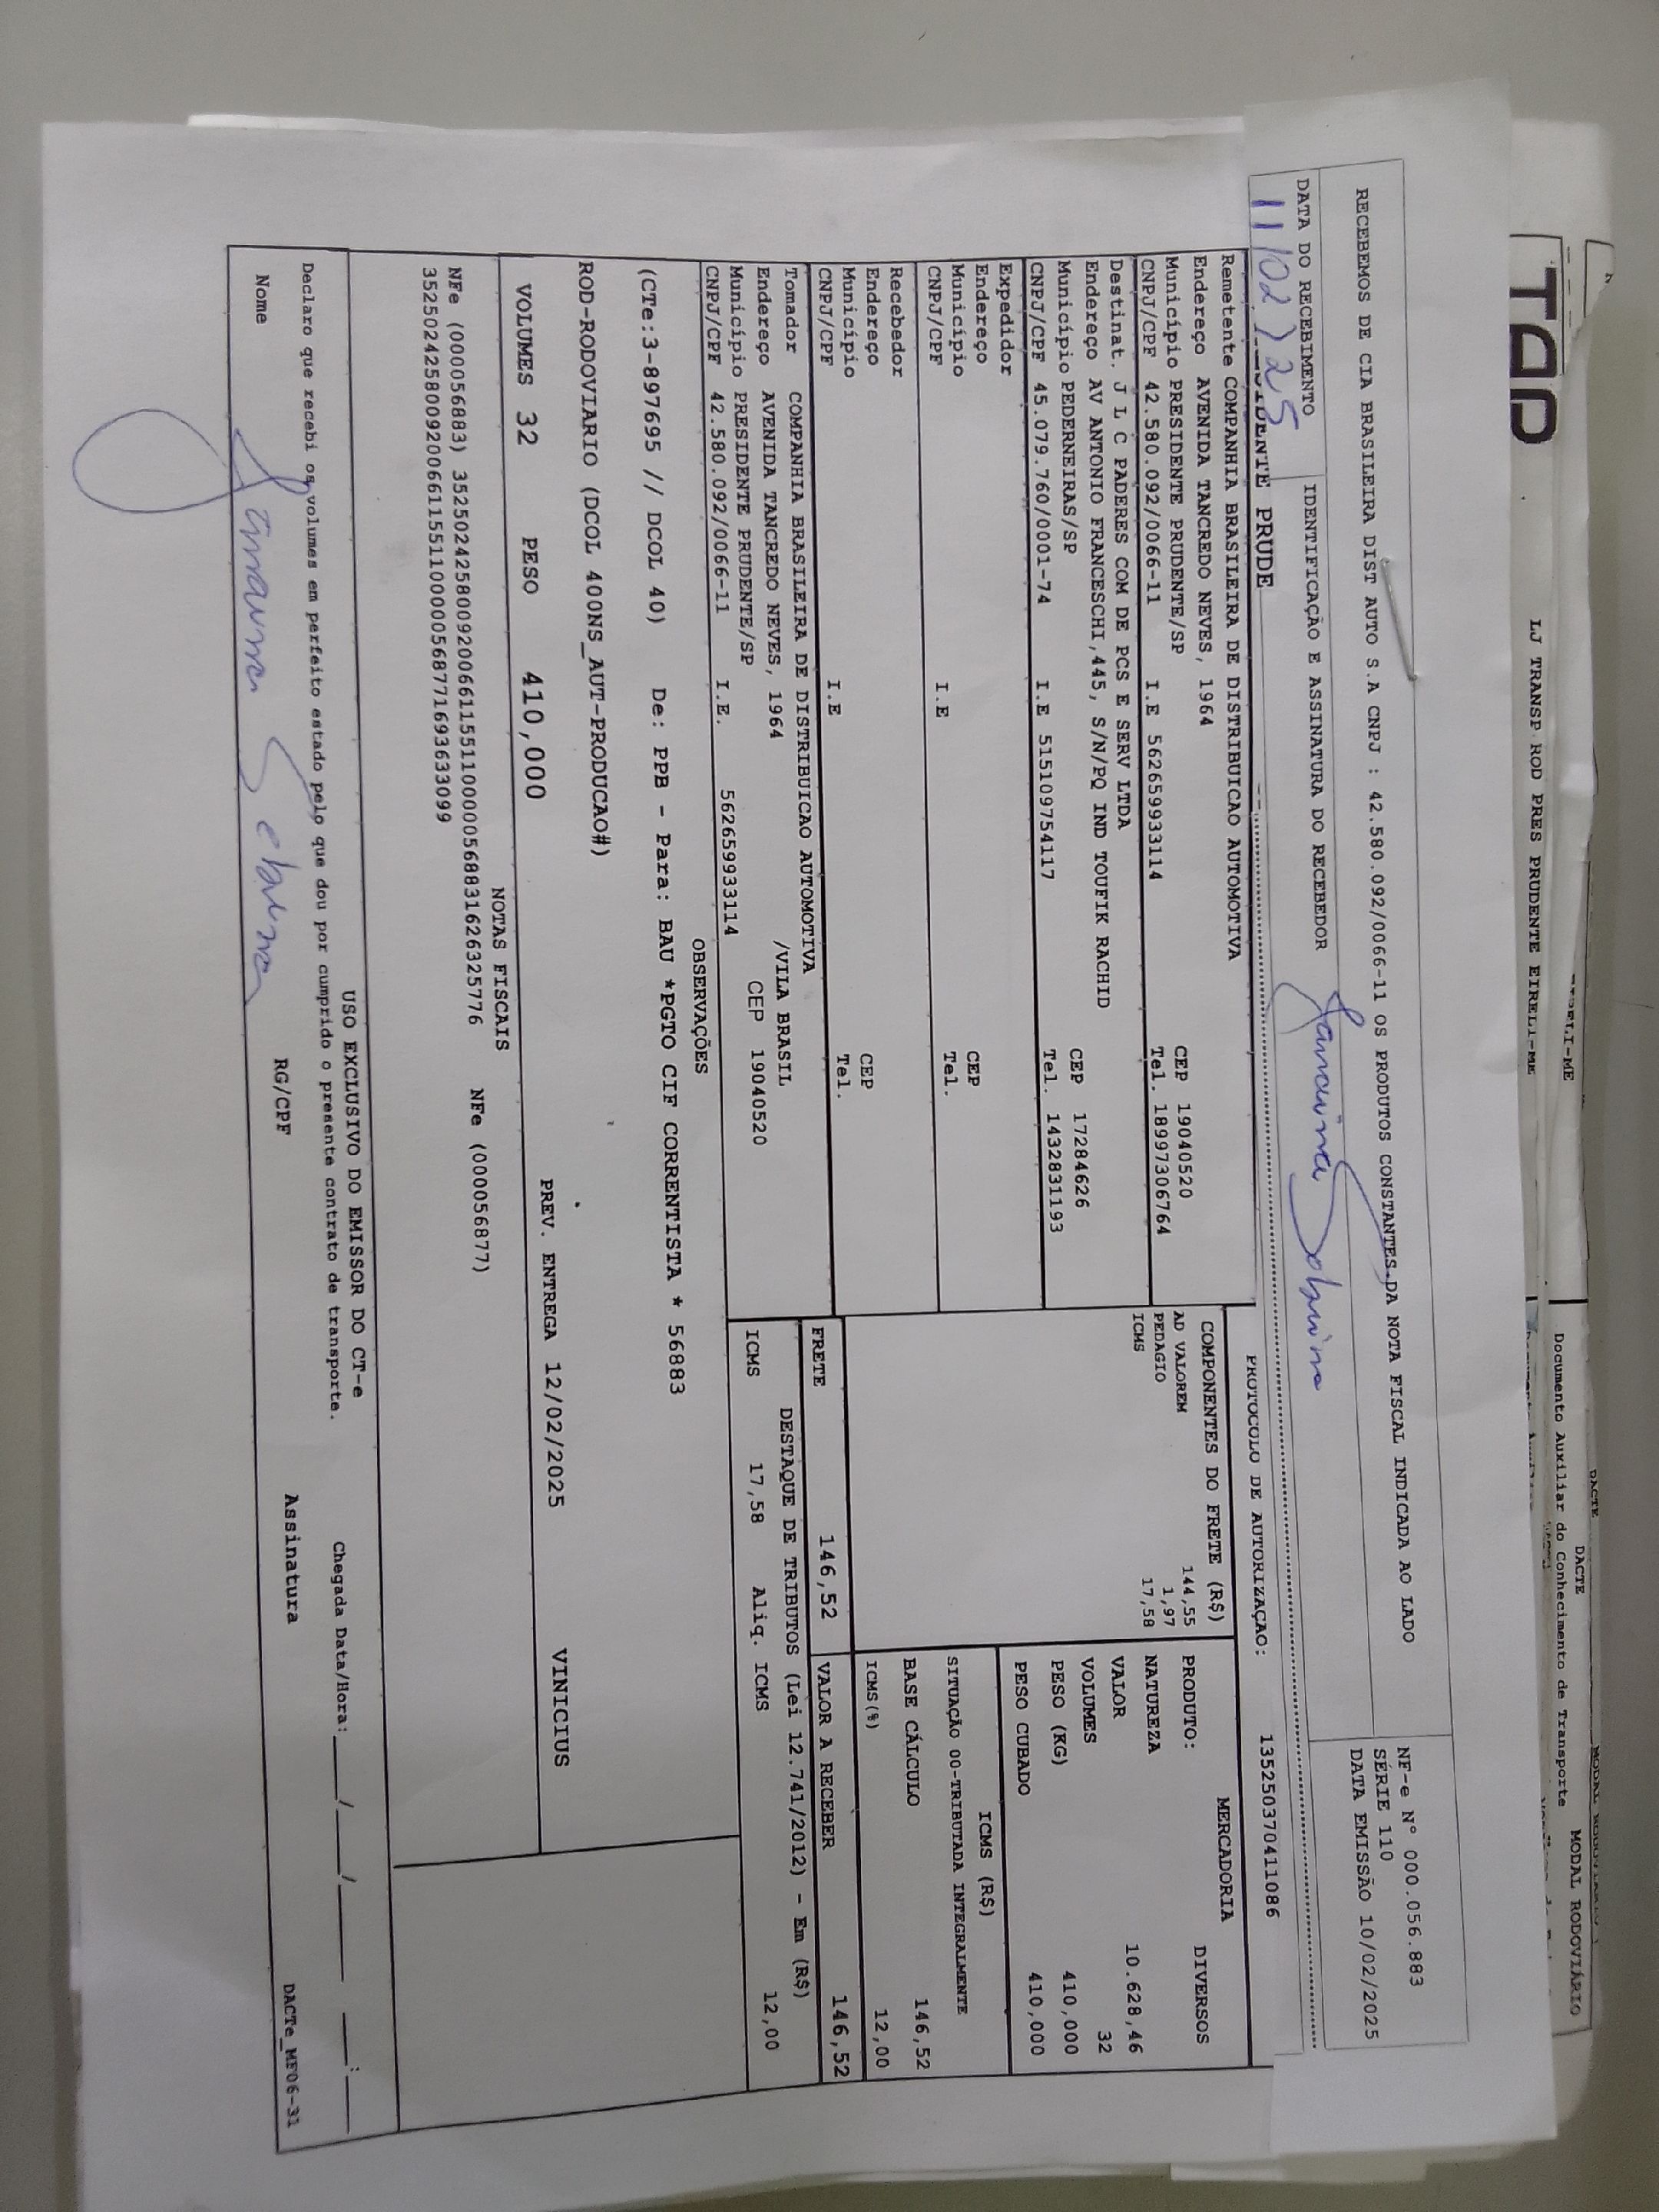 TAP
LJ TRANSP ROD PRES PRUDENTE EIRELI-ME
DACTE
DACTE
MODAL RODOVIÁRIO
Documento Auxiliar do Conhecimento de Transporte
RECEBEMOS DE CIA BRASILEIRA DIST AUTO S.A CNPJ : 42.580.092/0066-11 OS PRODUTOS CONSTANTES DA NOTA FISCAL INDICADA AO LADO
NF-e Nº 000.056.883
SÉRIE 110
DATA EMISSÃO 10/02/2025
DATA DO RECEBIMENTO
IDENTIFICAÇÃO E ASSINATURA DO RECEBEDOR
11/02/25
PRUDE
PROTOCOLO DE AUTORIZAÇAO: 135250370411086
Remetente COMPANHIA BRASILEIRA DE DISTRIBUICAO AUTOMOTIVA
Endereço AVENIDA TANCREDO NEVES, 1964
Município PRESIDENTE PRUDENTE/SP CEP 19040520
CNPJ/CPF 42.580.092/0066-11 I.E 562659933114 Tel. 18997306764
Destinat. J L C PADERES COM DE PCS E SERV LTDA
Endereço AV ANTONIO FRANCESCHI,445, S/N/PQ IND TOUFIK RACHID
Município PEDERNEIRAS/SP CEP 17284626
CNPJ/CPF 45.079.760/0001-74 I.E 515109754117 Tel. 1432831193
Expedidor
Endereço
Município CEP
CNPJ/CPF I.E Tel.
Recebedor
Endereço
Município CEP
CNPJ/CPF I.E Tel.
Tomador COMPANHIA BRASILEIRA DE DISTRIBUICAO AUTOMOTIVA
Endereço AVENIDA TANCREDO NEVES, 1964 /VILA BRASIL
Município PRESIDENTE PRUDENTE/SP CEP 19040520
CNPJ/CPF 42.580.092/0066-11 I.E. 562659933114
COMPONENTES DO FRETE (R$)
AD VALOREM 144,55
PEDAGIO 1,97
ICMS 17,58
MERCADORIA
PRODUTO: DIVERSOS
NATUREZA
VALOR 10.628,46
VOLUMES 32
PESO (KG) 410,000
PESO CUBADO 410,000
ICMS (R$)
SITUAÇÃO 00-TRIBUTADA INTEGRALMENTE
BASE CÁLCULO 146,52
ICMS(%) 12,00
FRETE 146,52
VALOR A RECEBER 146,52
DESTAQUE DE TRIBUTOS (Lei 12.741/2012) - Em (R$)
ICMS 17,58 Aliq. ICMS 12,00
OBSERVAÇÕES
(CTe:3-897695 // DCOL 40) De: PPB - Para: BAU *PGTO CIF CORRENTISTA * 56883
ROD-RODOVIARIO (DCOL 400NS_AUT-PRODUCAO#)
VOLUMES 32 PESO 410,000 PREV. ENTREGA 12/02/2025 VINICIUS
NOTAS FISCAIS
NFe (000056883) 35250242580092006611551100000568831626325776 NFe (000056877)
35250242580092006611551100000568771693633099
USO EXCLUSIVO DO EMISSOR DO CT-e
Declaro que recebi os volumes em perfeito estado pelo que dou por cumprido o presente contrato de transporte.
Chegada Data/Hora: ____/____/______ ____:____
Nome RG/CPF Assinatura DACTe_MF06-31